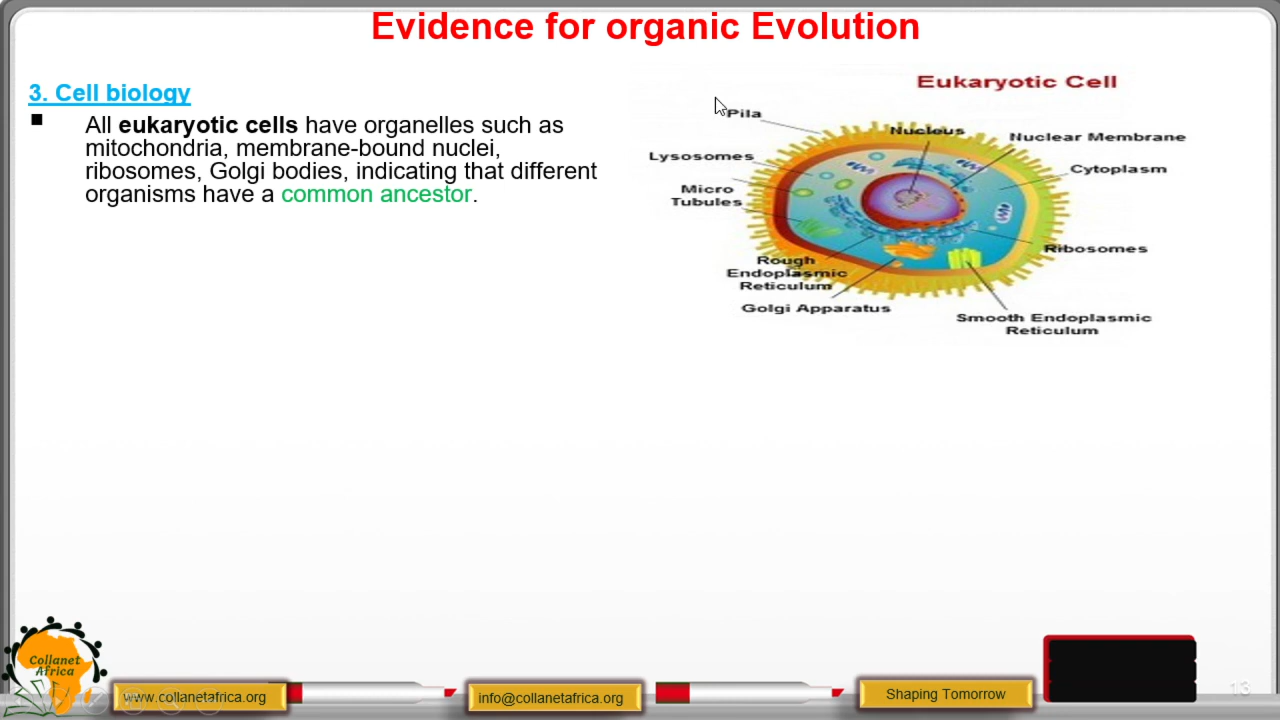 Evidence for organic Evolution
3. Cell biology
All eukaryotic cells have organelles such as
mitochondria, membrane-bound nuclei,
ribosomes, Golgi bodies, indicating that different
organisms have a common ancestor.
Eukaryotic Cell
Pila
Nucleus
Nuclear Membrane
Lysosomes
Cytoplasm
Micro
Tubules
Ribosomes
Rough
Endoplasmic
Reticulum
Golgi Apparatus
Smooth Endoplasmic
Reticulum
Collanet
Africa
www.collanetafrica.org
info@collanetafrica.org
Shaping Tomorrow
13